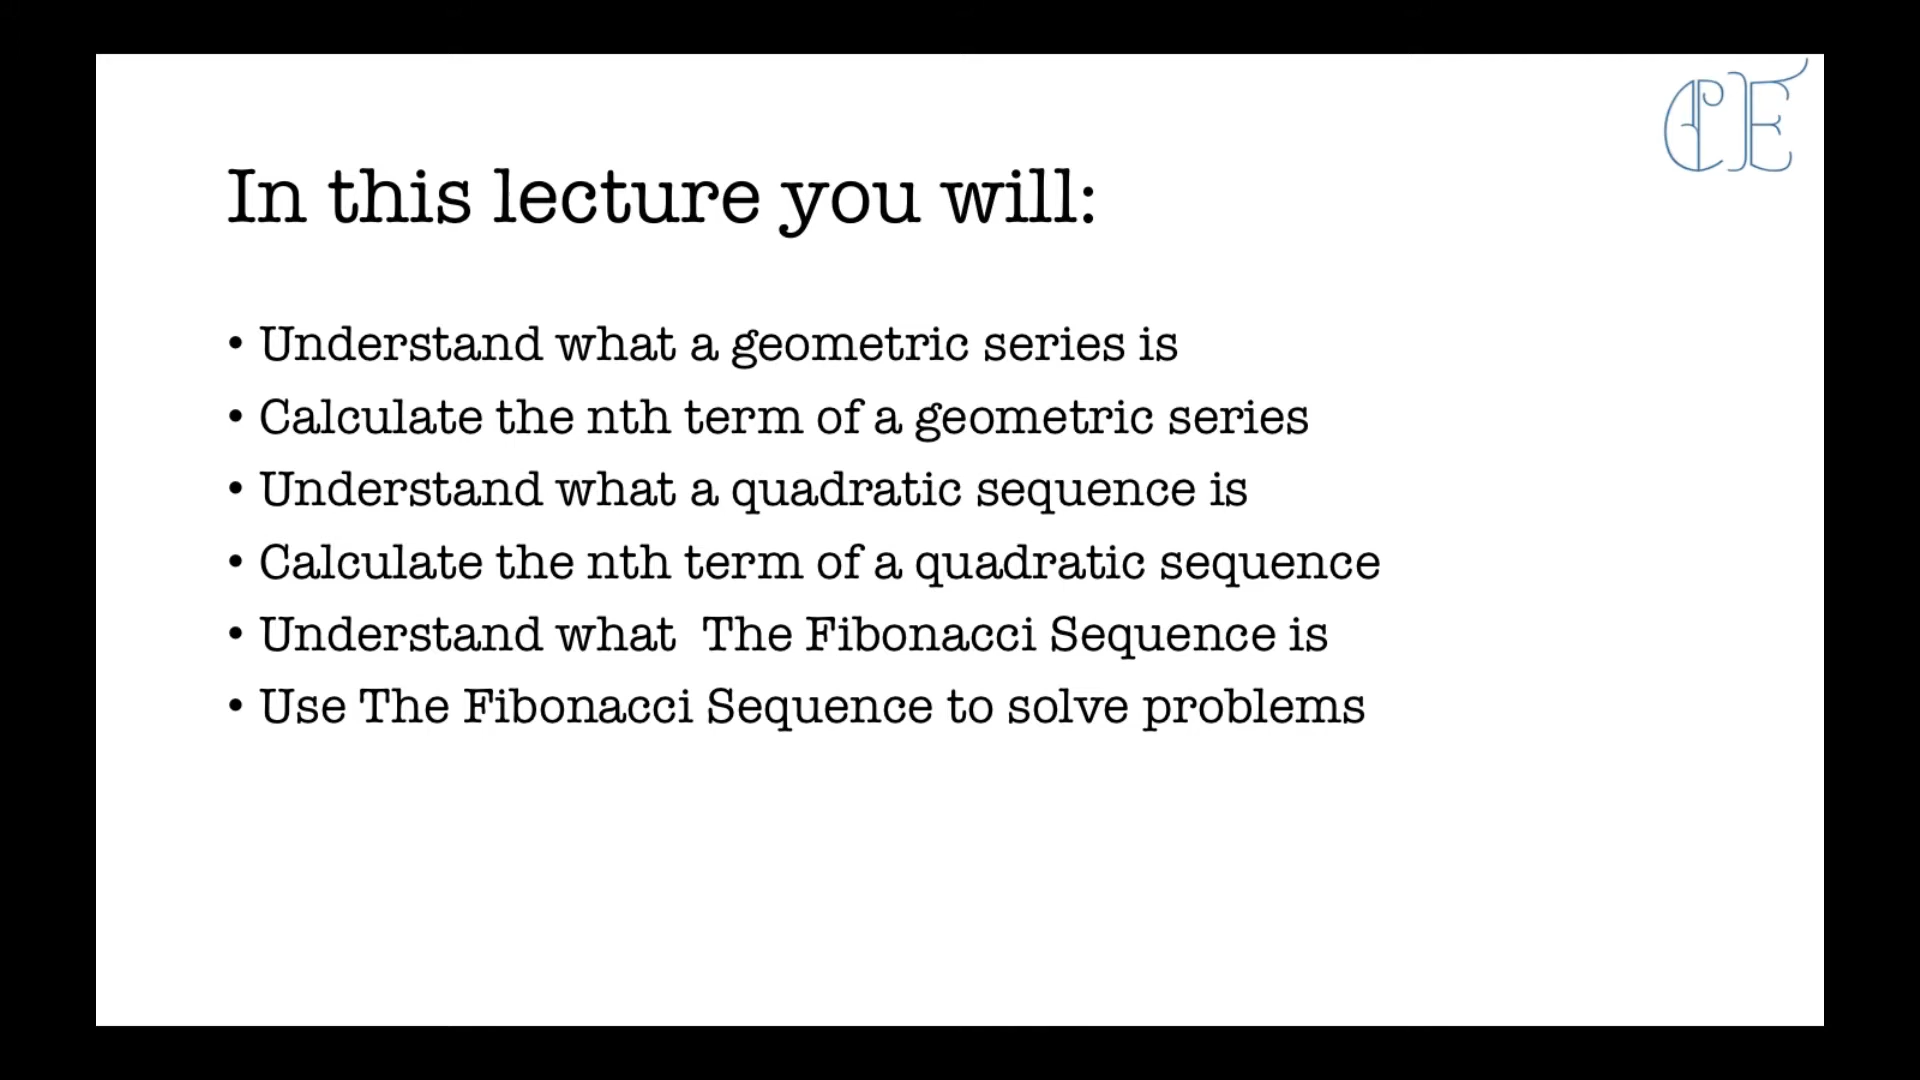 CE
In this lecture you will:
• Understand what a geometric series is
• Calculate the nth term of a geometric series
• Understand what a quadratic sequence is
• Calculate the nth term of a quadratic sequence
• Understand what  The Fibonacci Sequence is
• Use The Fibonacci Sequence to solve problems